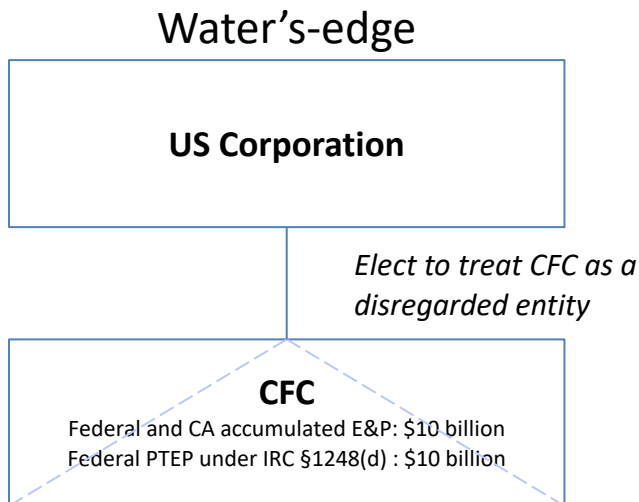 Water’s-edge
US Corporation
Elect to treat CFC as a
disregarded entity
CFC
Federal and CA accumulated E&P: $10 billion
Federal PTEP under IRC §1248(d) : $10 billion